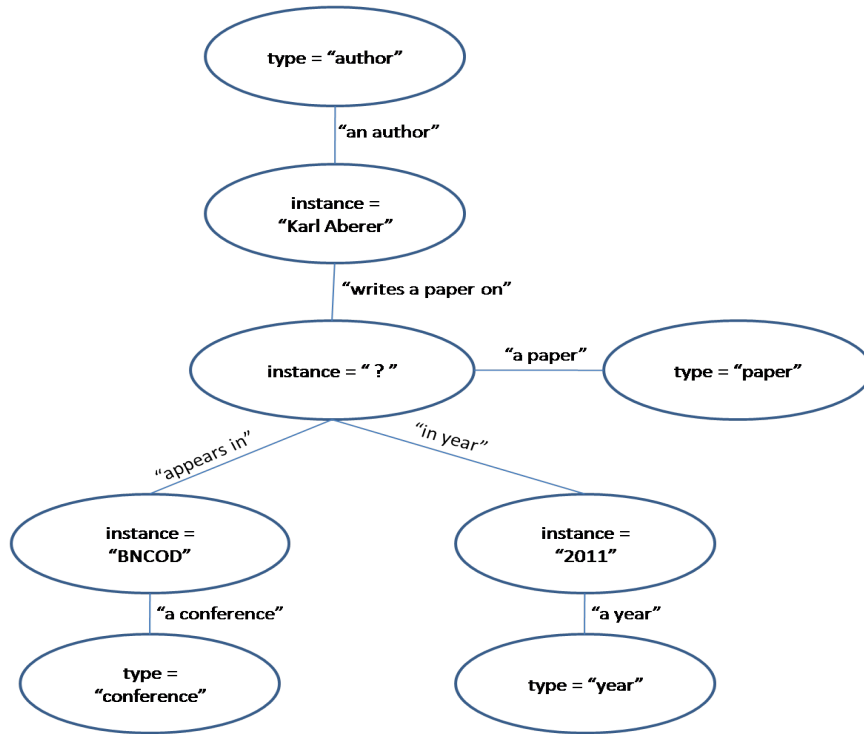 type = “author”
“an author”
instance =
“Karl Aberer”
“writes a paper on”
instance = “ ? ”
“a paper”
type = “paper”
“appears in”
“in year”
instance =
“BNCOD”
instance =
“2011”
“a conference”
“a year”
type =
“conference”
type = “year”